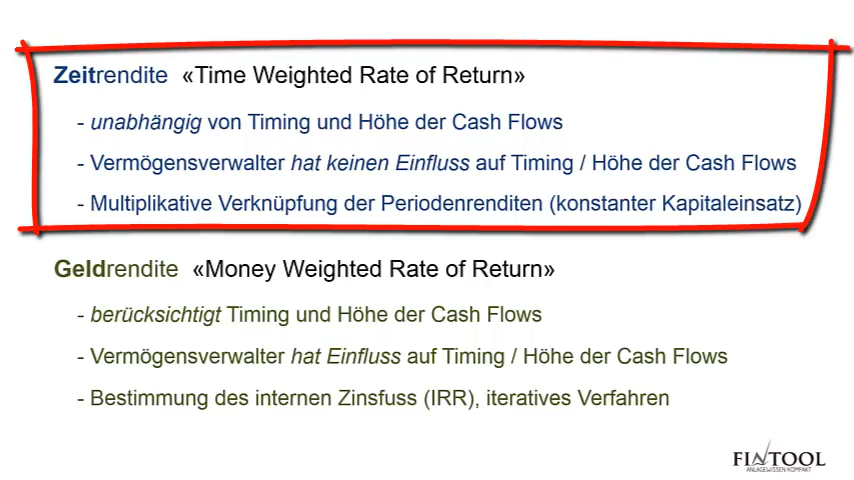 Zeitrendite «Time Weighted Rate of Return»
- unabhängig von Timing und Höhe der Cash Flows
- Vermögensverwalter hat keinen Einfluss auf Timing / Höhe der Cash Flows
- Multiplikative Verknüpfung der Periodenrenditen (konstanter Kapitaleinsatz)
Geldrendite «Money Weighted Rate of Return»
- berücksichtigt Timing und Höhe der Cash Flows
- Vermögensverwalter hat Einfluss auf Timing / Höhe der Cash Flows
- Bestimmung des internen Zinsfuss (IRR), iteratives Verfahren
FINTOOL
ANLAGEWISSEN KOMPAKT